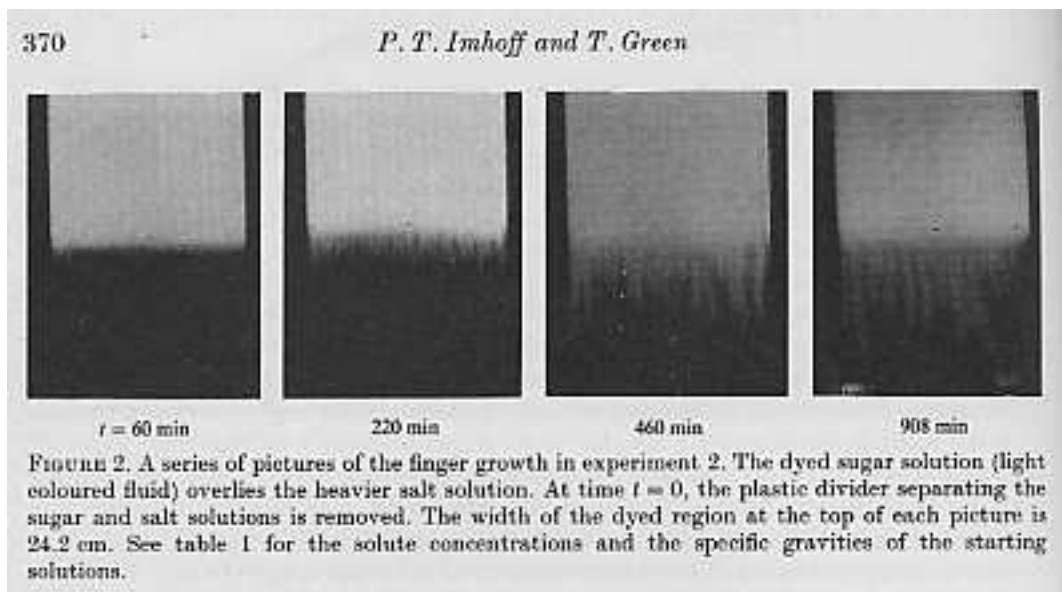 370 P. T. Imhoff and T. Green
t = 60 min 220 min 460 min 908 min
FIGURE 2. A series of pictures of the finger growth in experiment 2. The dyed sugar solution (light
coloured fluid) overlies the heavier salt solution. At time t = 0, the plastic divider separating the
sugar and salt solutions is removed. The width of the dyed region at the top of each picture is
24.2 cm. See table 1 for the solute concentrations and the specific gravities of the starting
solutions.